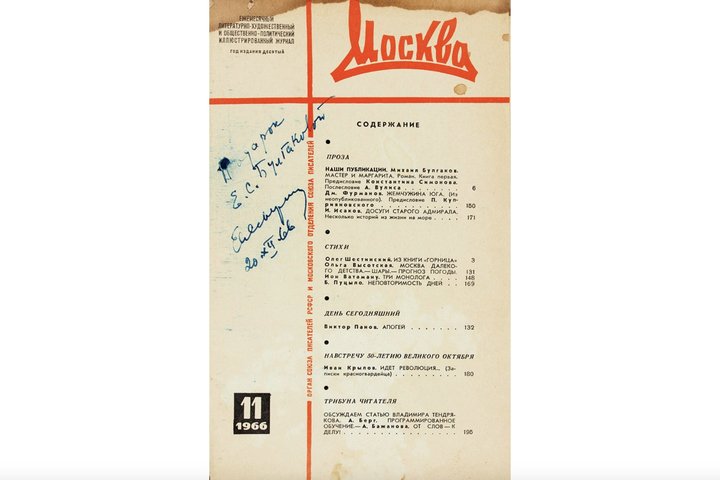 ЕЖЕМЕСЯЧНЫЙ
ЛИТЕРАТУРНО-ХУДОЖЕСТВЕННЫЙ
И ОБЩЕСТВЕННО-ПОЛИТИЧЕСКИЙ
ИЛЛЮСТРИРОВАННЫЙ ЖУРНАЛ
ГОД ИЗДАНИЯ ДЕСЯТЫЙ
Москва
Подарок
Е.С. Булгаковой
20 XII 66
ОРГАН СОЮЗА ПИСАТЕЛЕЙ РСФСР И МОСКОВСКОГО ОТДЕЛЕНИЯ СОЮЗА ПИСАТЕЛЕЙ
11
1966
СОДЕРЖАНИЕ
ПРОЗА
НАШИ ПУБЛИКАЦИИ. Михаил Булгаков.
МАСТЕР И МАРГАРИТА. Роман. Книга первая.
Предисловие Константина Симонова.
Послесловие А. Вулиса . . . . . . . . 6
Дм. Фурманов. ЖЕМЧУЖИНА ЮГА. (Из
неопубликованного). Предисловие П. Куп-
рияновского . . . . . . . . . . . 150
И. Исаков. ДОСУГИ СТАРОГО АДМИРАЛА.
Несколько историй из жизни на море . . . 171
СТИХИ
Олег Шестинский. ИЗ КНИГИ «ГОРНИЦА» 3
Ольга Высотская. МОСКВА ДАЛЕКО-
ГО ДЕТСТВА.— ШАРЫ.— ПРОГНОЗ ПОГОДЫ. 131
Ион Ватаману. ТРИ МОНОЛОГА . . . . 148
Б. Пуцыло. НЕПОВТОРИМОСТЬ ДНЕЙ . . 169
ДЕНЬ СЕГОДНЯШНИЙ
Виктор Панов. АПОГЕЙ . . . . . . . 132
НАВСТРЕЧУ 50-ЛЕТИЮ ВЕЛИКОГО ОКТЯБРЯ
Иван Крылов. ИДЕТ РЕВОЛЮЦИЯ... (За-
писки красногвардейца) . . . . . . . . . 180
ТРИБУНА ЧИТАТЕЛЯ
ОБСУЖДАЕМ СТАТЬЮ ВЛАДИМИРА ТЕНДРЯ-
КОВА. А. Берг. ПРОГРАММИРОВАННОЕ
ОБУЧЕНИЕ.— А. Бажанова. ОТ СЛОВ — К
ДЕЛУ! . . . . . . . . . . . . . . 195